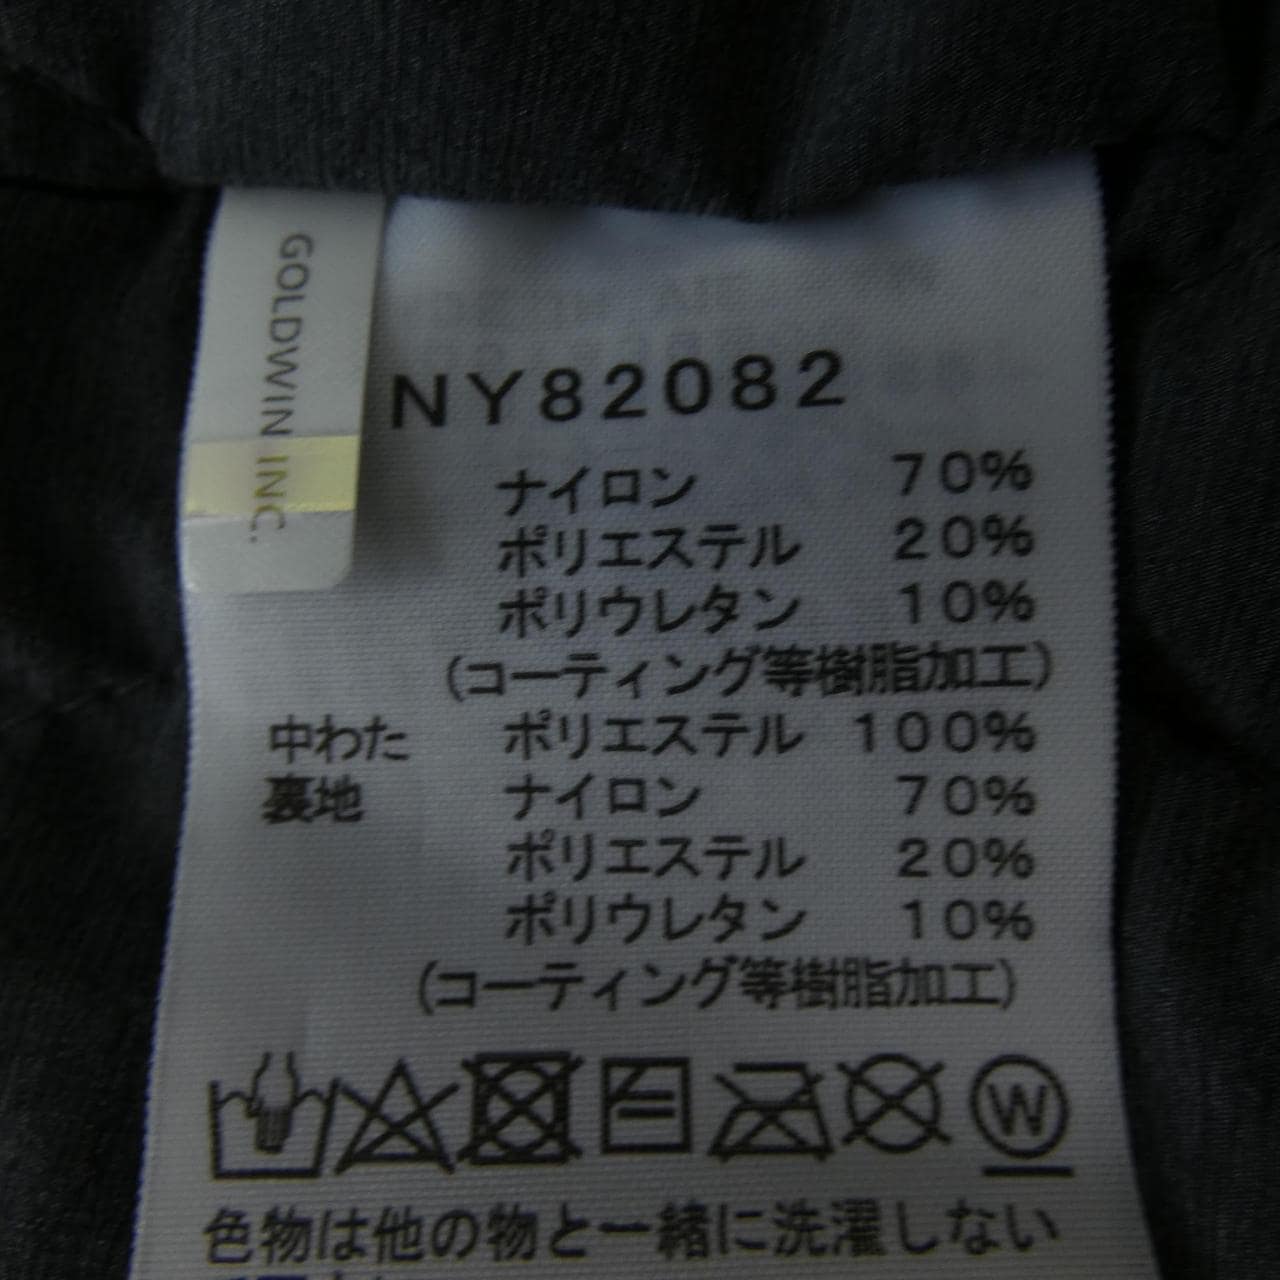 GOLDWIN INC.
NY82082
ナイロン 70%
ポリエステル 20%
ポリウレタン 10%
(コーティング等樹脂加工)
中わた ポリエステル 100%
裏地 ナイロン 70%
ポリエステル 20%
ポリウレタン 10%
(コーティング等樹脂加工)
W
色物は他の物と一緒に洗濯しない